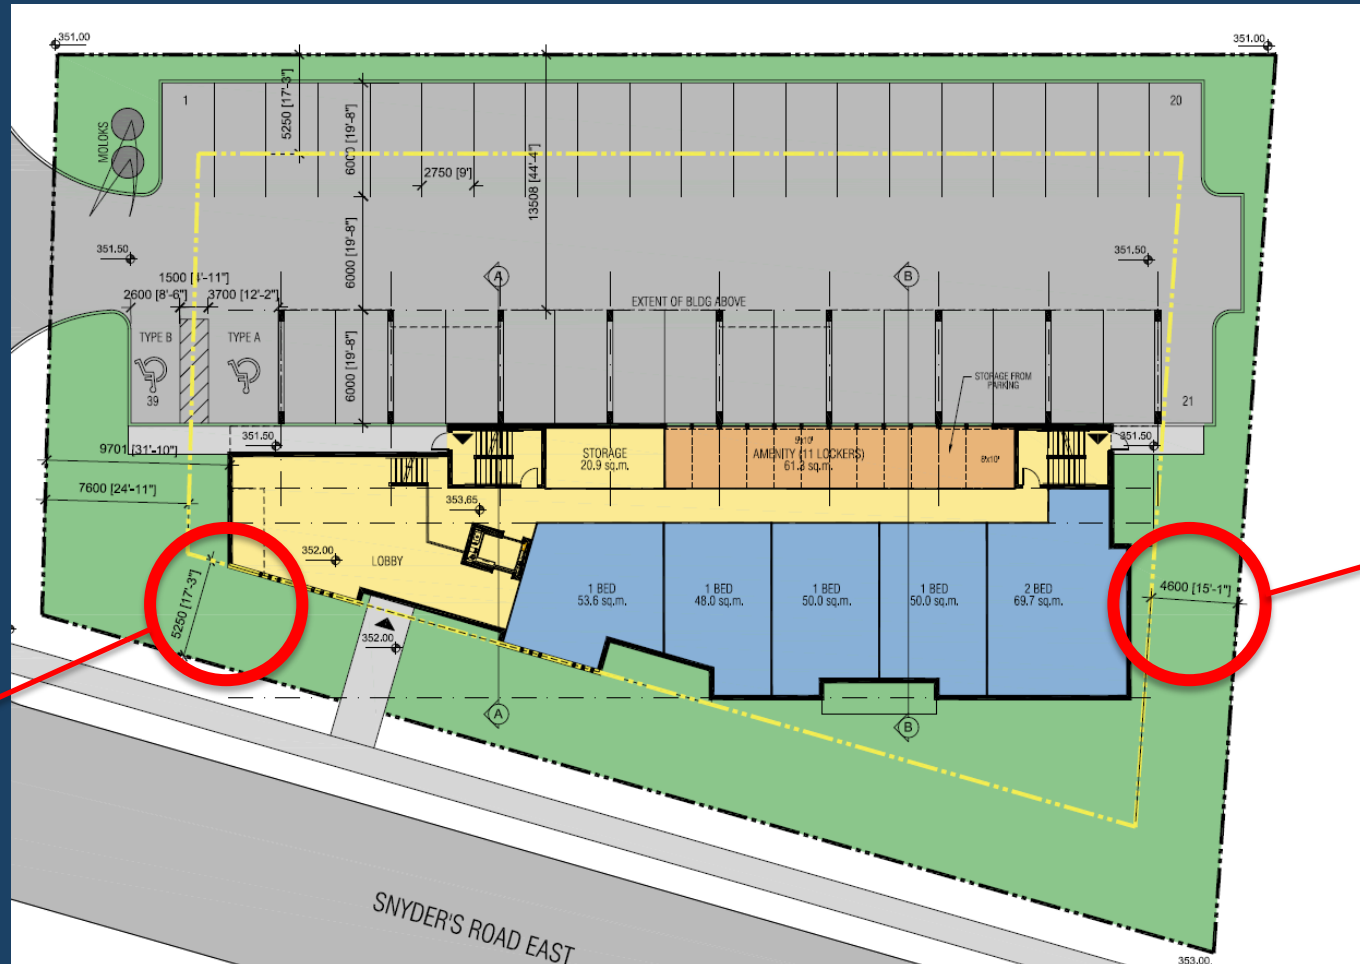 351.00
351.00
1
20
MOLOKS
5250 [17'-3"]
6000 [19'-8"]
2750 [9']
13508 [44'-4"]
351.50
351.50
1500 [4'-11"]
2600 [8'-6"]
3700 [12'-2"]
6000 [19'-8"]
A
B
EXTENT OF BLDG ABOVE
TYPE B
TYPE A
6000 [19'-8"]
39
STORAGE FROM
PARKING
21
9701 [31'-10"]
351.50
351.50
STORAGE
20.9 sq.m.
AMENITY (11 LOCKERS)
8'x10'
7600 [24'-11"]
353.65
352.00
LOBBY
5250 [17'-3"]
1 BED
53.6 sq.m.
1 BED
48.0 sq.m.
1 BED
50.0 sq.m.
1 BED
50.0 sq.m.
2 BED
69.7 sq.m.
4600 [15'-1"]
352.00
A
B
SNYDER'S ROAD EAST
353.00